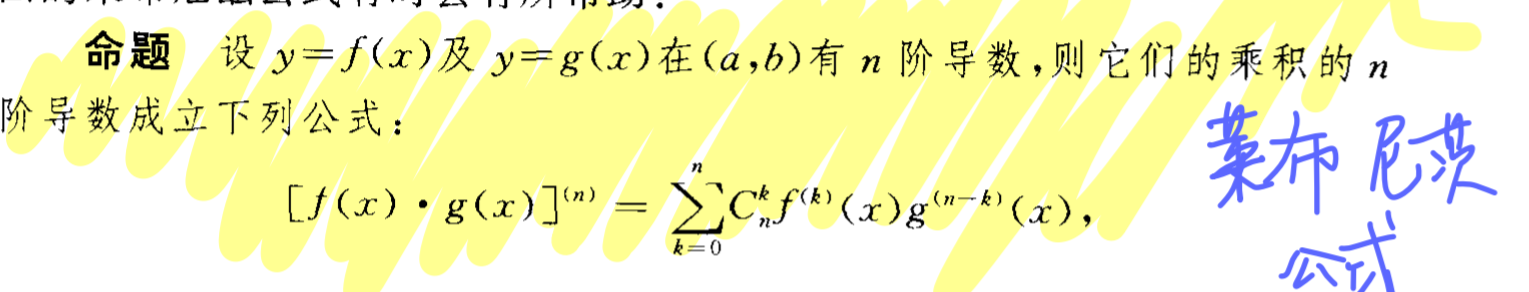 命题 设 y=f(x)及 y=g(x)在(a,b)有 n 阶导数,则它们的乘积的 n
阶导数成立下列公式:
[f(x)·g(x)]^{(n)} = \sum_{k=0}^{n} C_n^k f^{(k)}(x)g^{(n-k)}(x),
莱布尼茨
公式